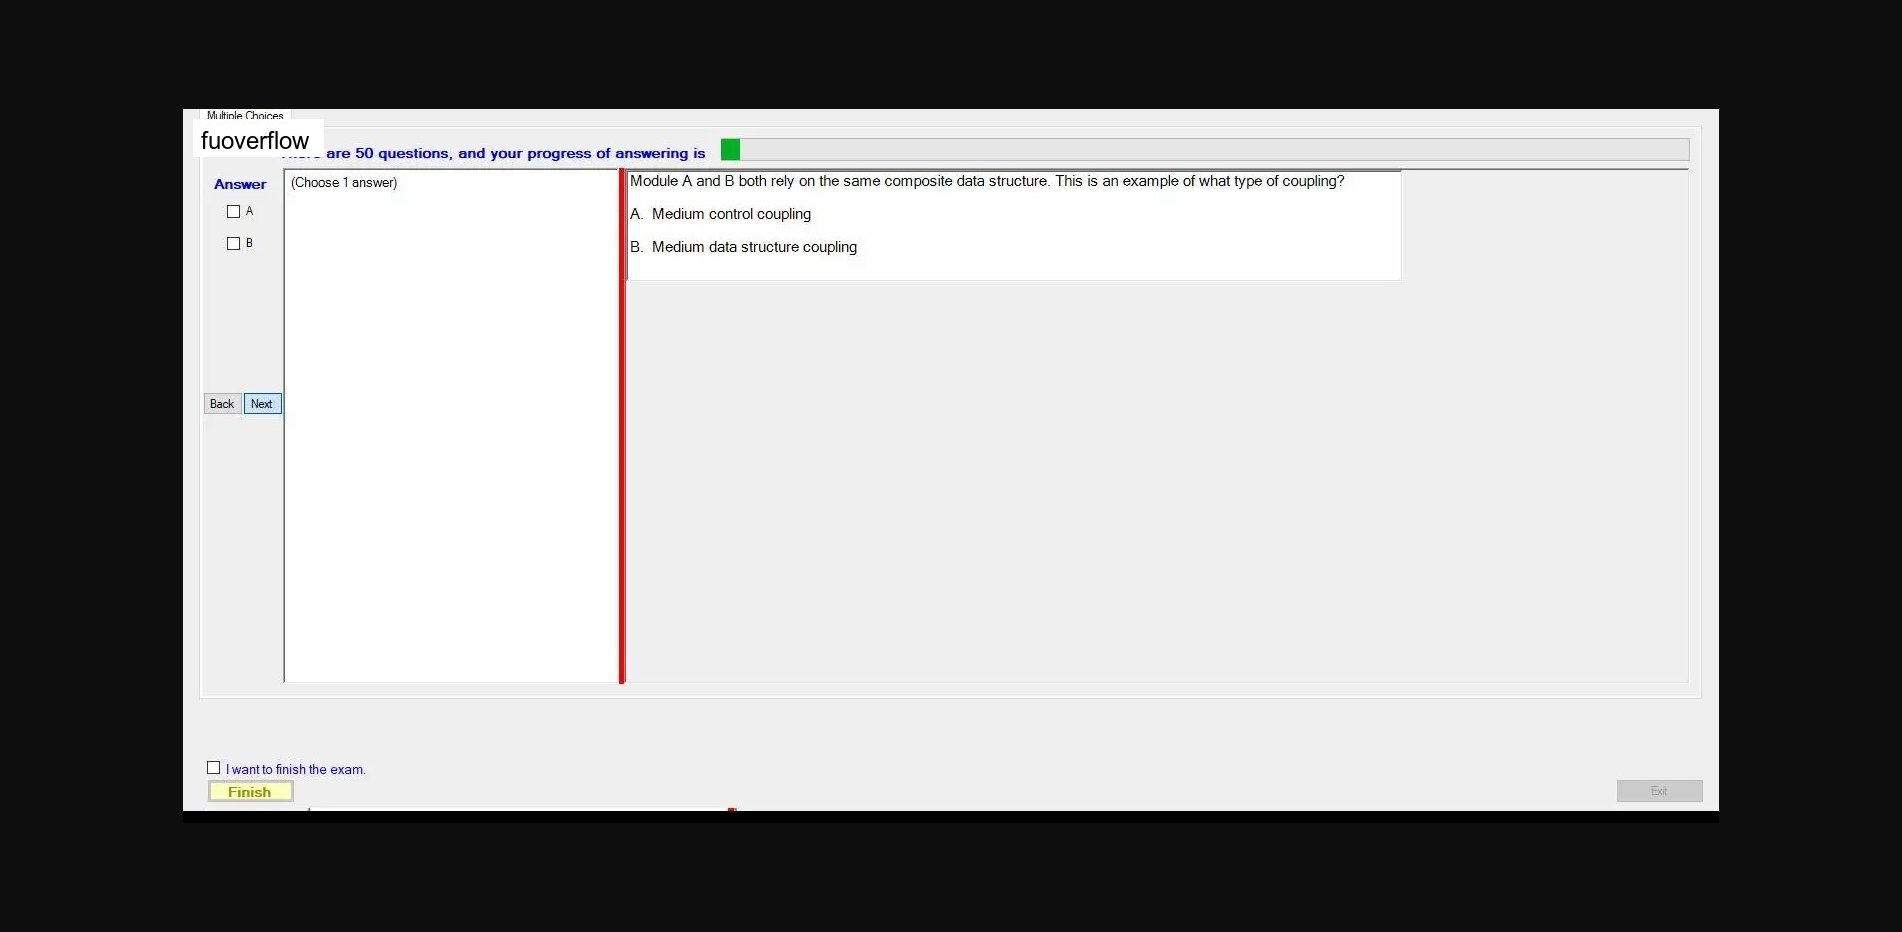 Multiple Choices
fuoverflow
are 50 questions, and your progress of answering is
Answer
(Choose 1 answer)
A
B
Module A and B both rely on the same composite data structure. This is an example of what type of coupling?
A. Medium control coupling
B. Medium data structure coupling
Back Next
I want to finish the exam.
Finish
Exit